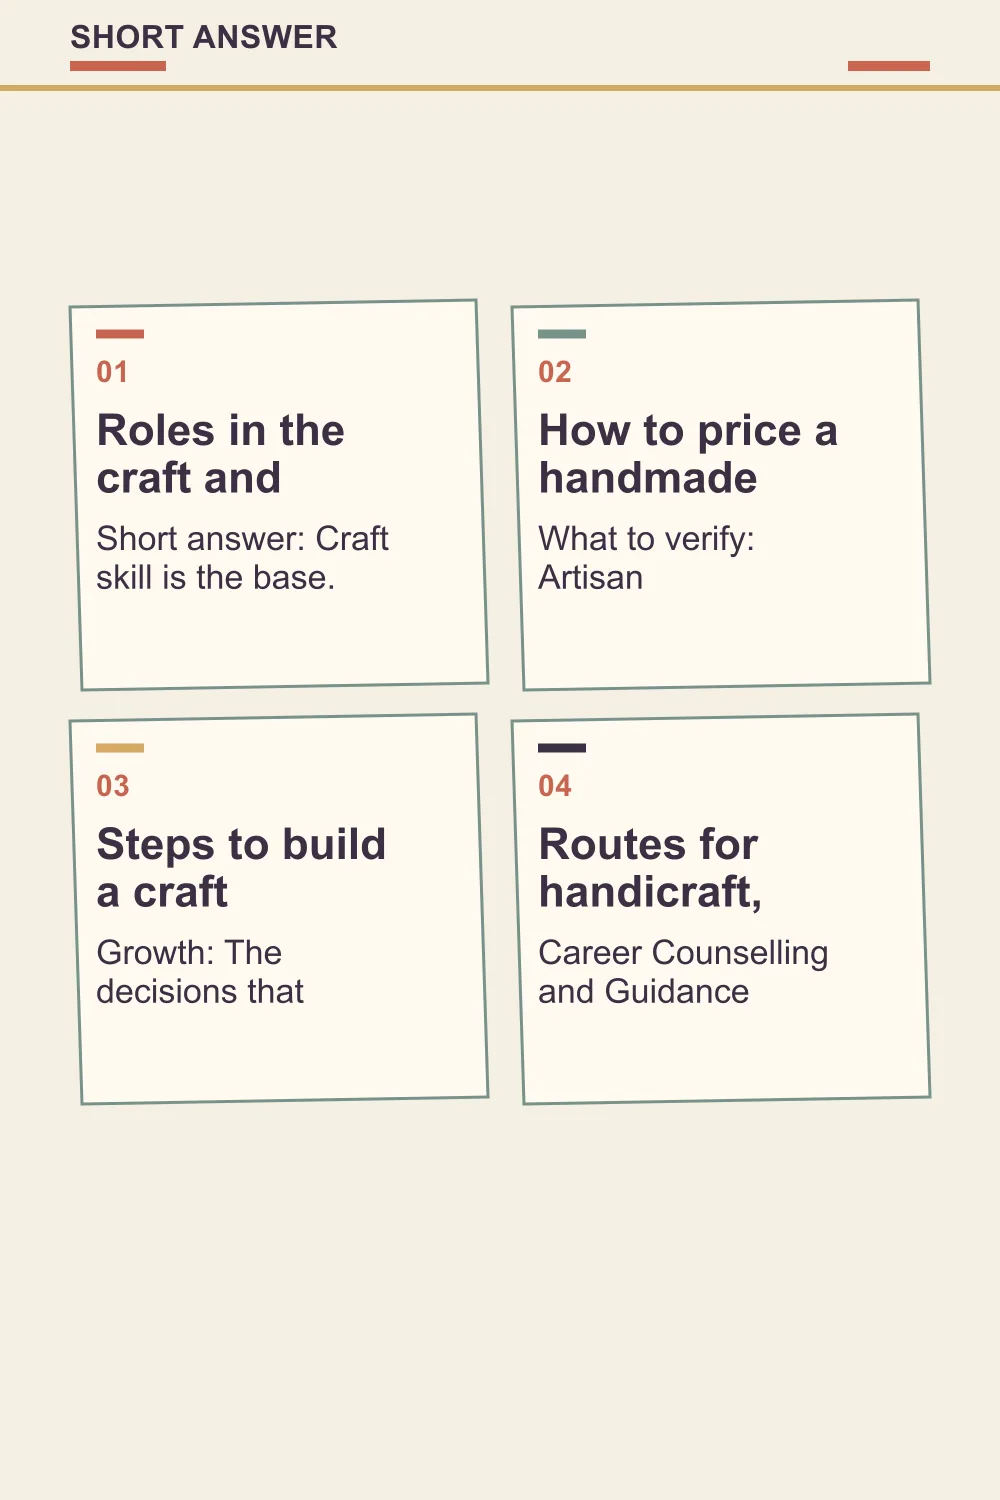 SHORT ANSWER
01
Roles in the
craft and
Short answer: Craft
skill is the base.
02
How to price a
handmade
What to verify:
Artisan
03
Steps to build
a craft
Growth: The
decisions that
04
Routes for
handicraft,
Career Counselling
and Guidance